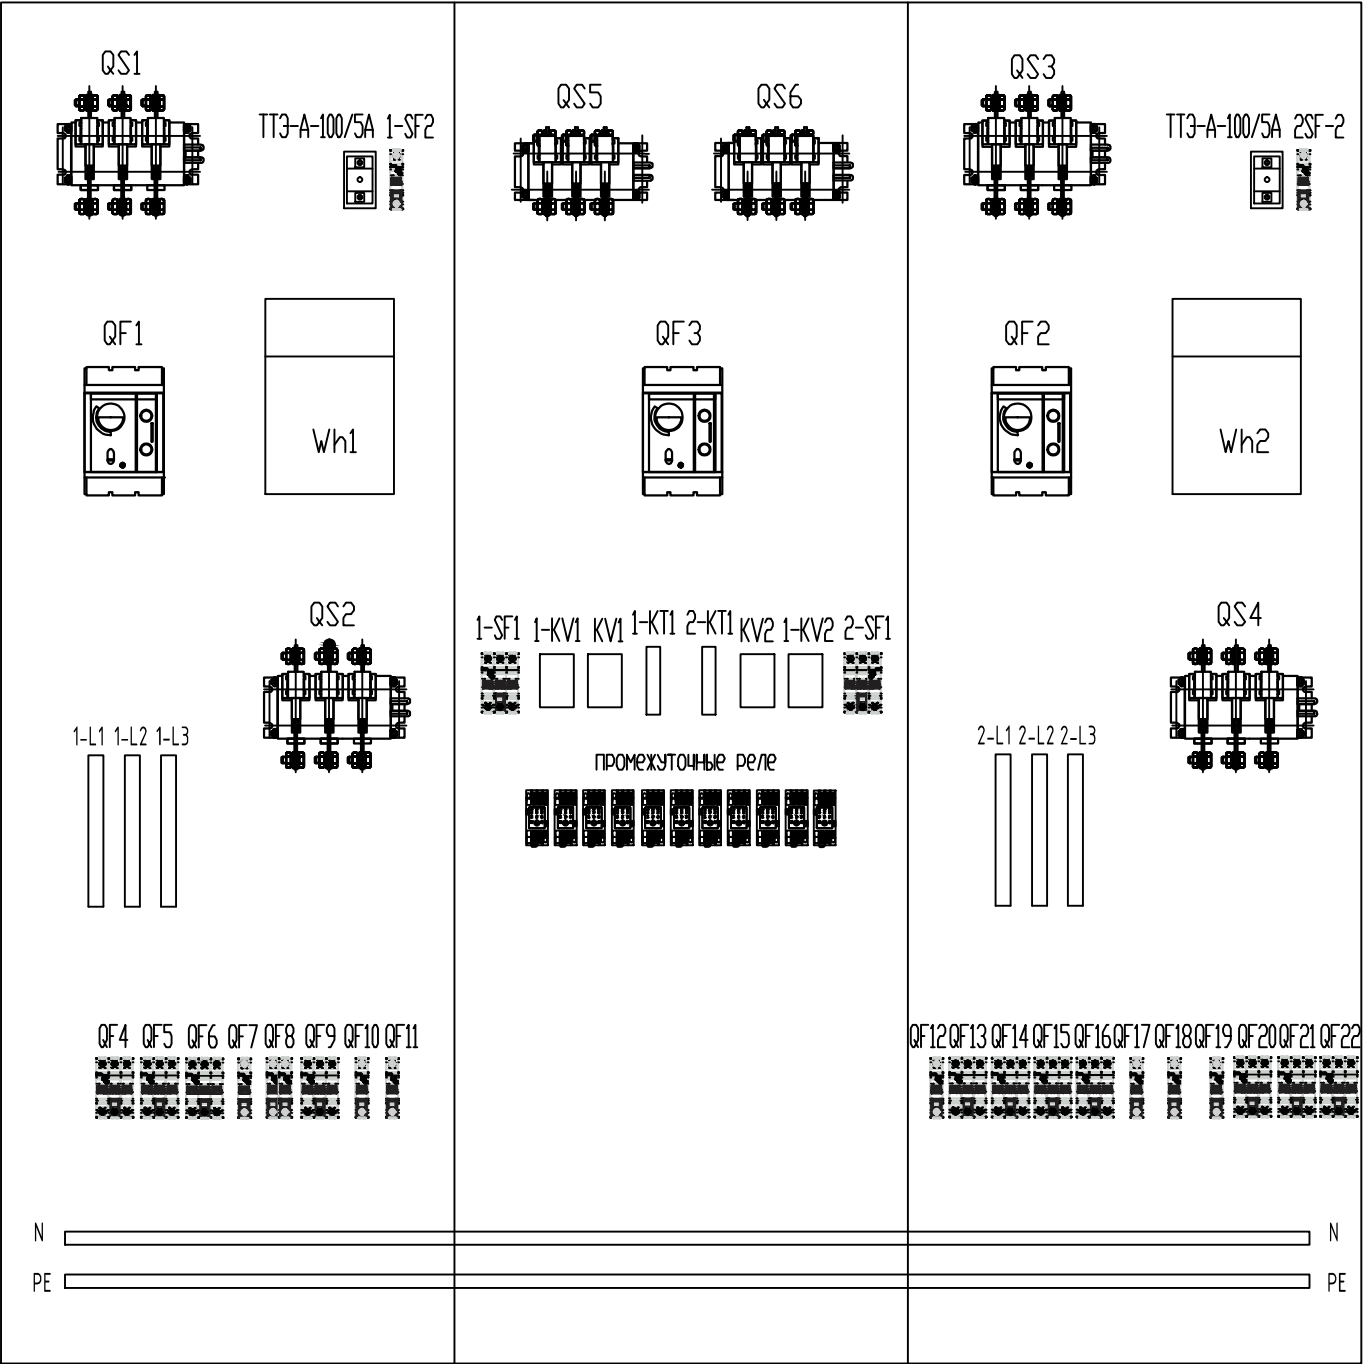 QS1
ТТЭ-А-100/5А 1-SF2
QS5
QS6
QS3
ТТЭ-А-100/5А 2SF-2
QF1
Wh1
QF3
QF2
Wh2
QS2
1-SF1 1-KV1 KV1 1-KT1 2-KT1 KV2 1-KV2 2-SF1
QS4
1-L1 1-L2 1-L3
промежуточные реле
2-L1 2-L2 2-L3
QF4 QF5 QF6 QF7 QF8 QF9 QF10 QF11
QF12 QF13 QF14 QF15 QF16 QF17 QF18 QF19 QF20 QF21 QF22
N
N
PE
PE